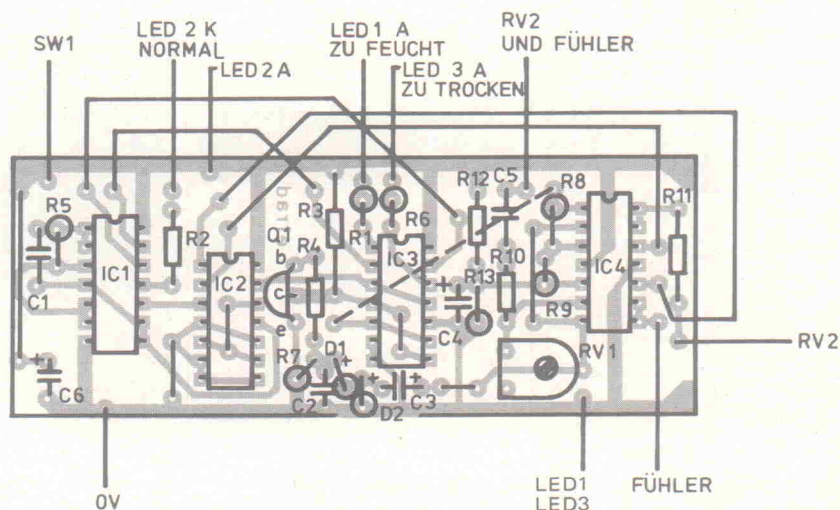 SW1
LED 2 K
NORMAL
LED 2 A
LED 1 A
ZU FEUCHT
LED 3 A
ZU TROCKEN
RV2
UND FÜHLER
R5
C1
IC1
C6
R2
IC2
Q1
b
c
e
R3
R4
R1
R6
IC3
R7
D1
C2
D2
C3
C4
R12
C5
R8
R13
R10
R9
IC4
R11
RV1
RV2
0V
LED1
LED3
FÜHLER